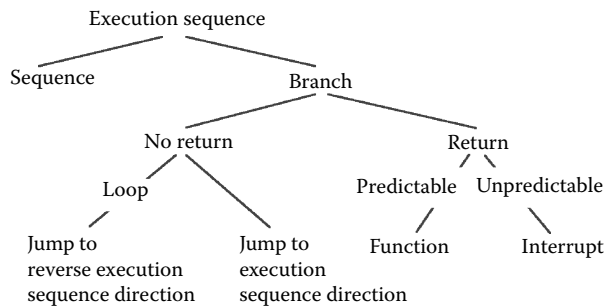 Execution sequence
Sequence
Branch
No return
Return
Loop
Predictable
Unpredictable
Jump to
reverse execution
sequence direction
Jump to
execution
sequence direction
Function
Interrupt